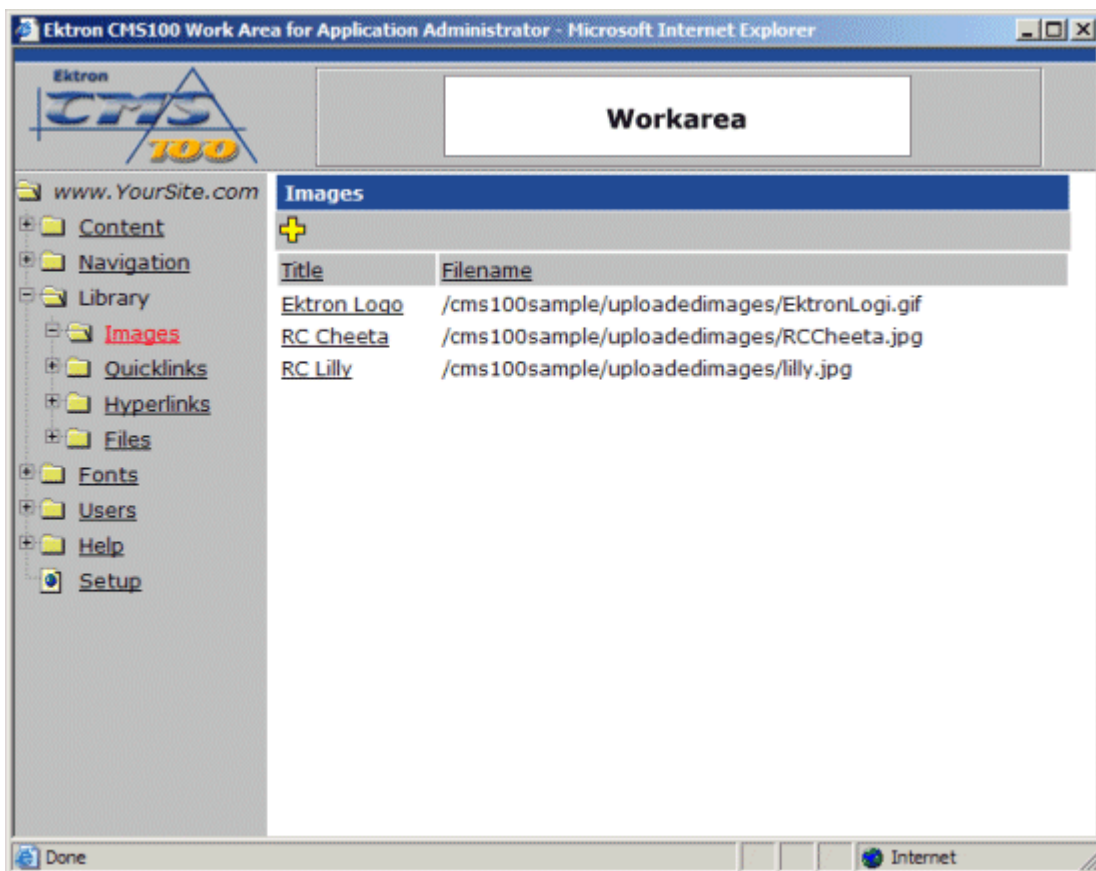 Ektron CMS100 Work Area for Application Administrator - Microsoft Internet Explorer
Ektron
CMS
100
Workarea
www.YourSite.com
Content
Navigation
Library
Images
Quicklinks
Hyperlinks
Files
Fonts
Users
Help
Setup
Images
Title Filename
Ektron Logo /cms100sample/uploadedimages/EktronLogi.gif
RC Cheeta /cms100sample/uploadedimages/RCCheeta.jpg
RC Lilly /cms100sample/uploadedimages/lilly.jpg
Done Internet